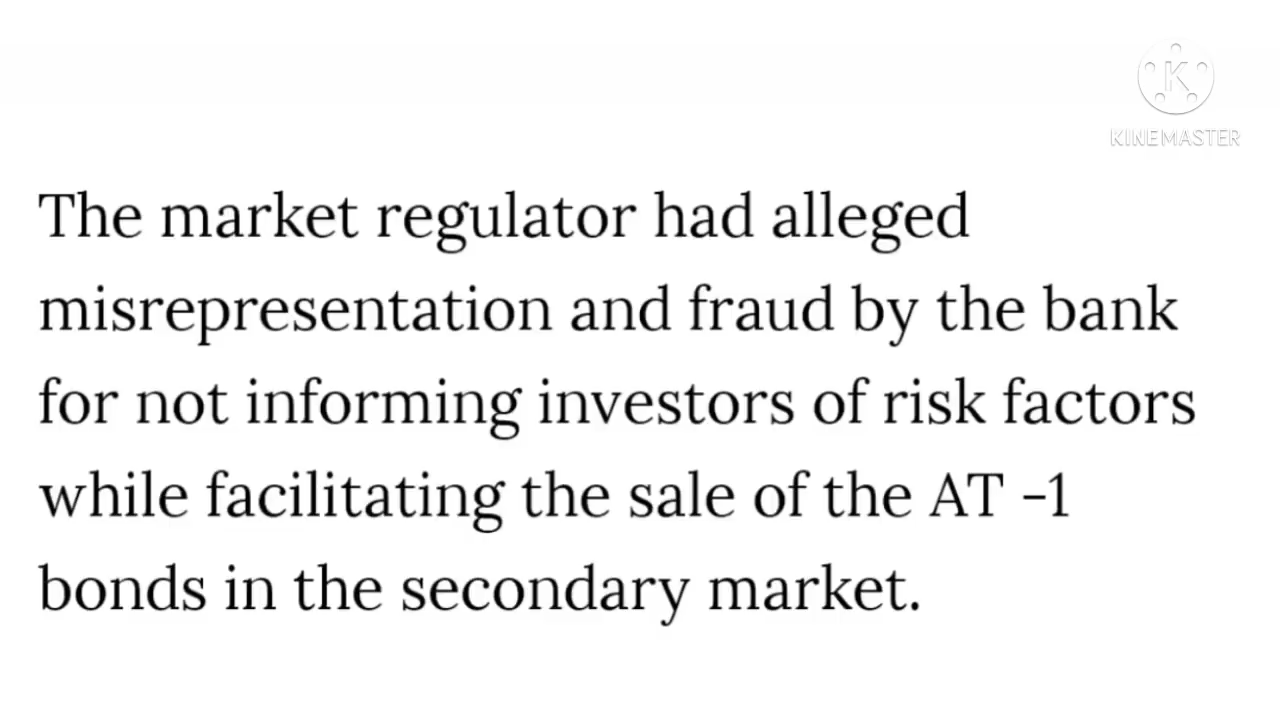 K
KINEMASTER
The market regulator had alleged
misrepresentation and fraud by the bank
for not informing investors of risk factors
while facilitating the sale of the AT -1
bonds in the secondary market.